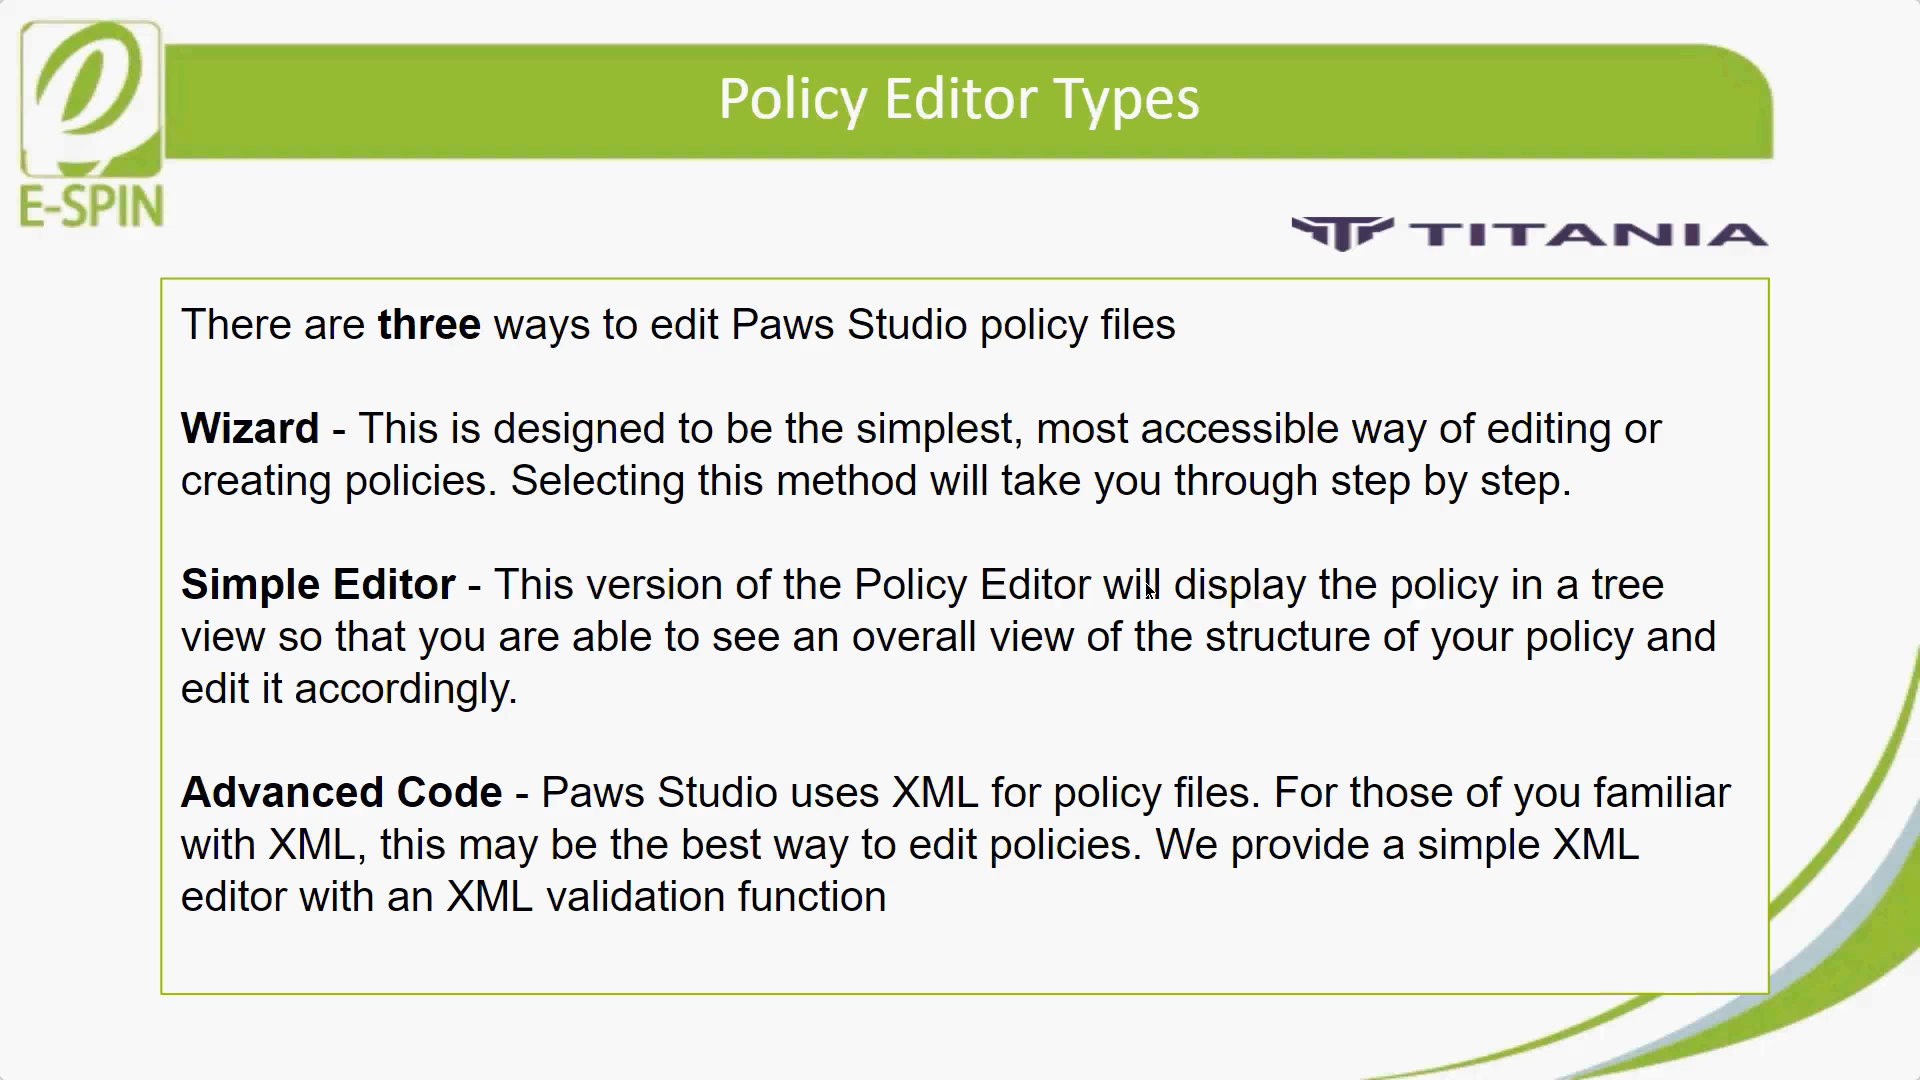 Policy Editor Types
E-SPIN
TITANIA
There are three ways to edit Paws Studio policy files
Wizard - This is designed to be the simplest, most accessible way of editing or
creating policies. Selecting this method will take you through step by step.
Simple Editor - This version of the Policy Editor will display the policy in a tree
view so that you are able to see an overall view of the structure of your policy and
edit it accordingly.
Advanced Code - Paws Studio uses XML for policy files. For those of you familiar
with XML, this may be the best way to edit policies. We provide a simple XML
editor with an XML validation function